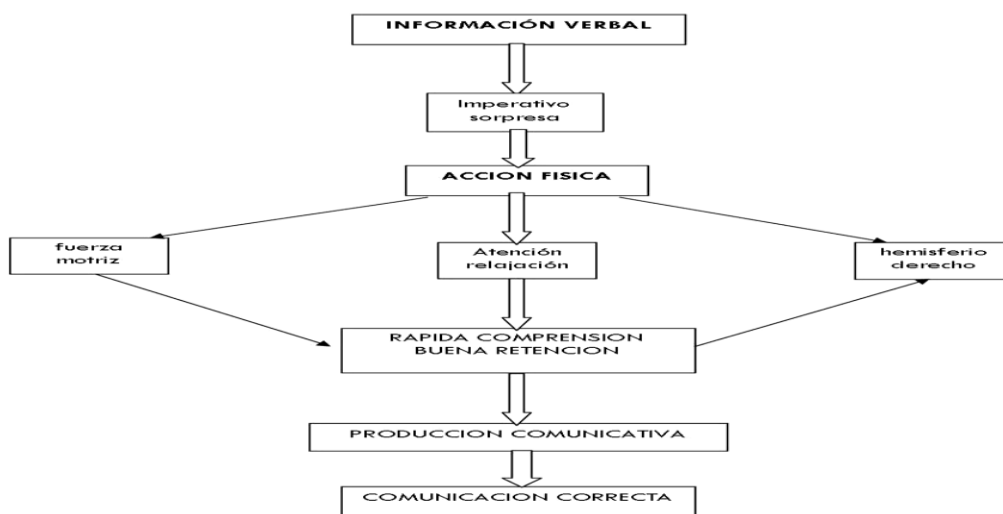 INFORMACIÓN VERBAL
Imperativo
sorpresa
ACCION FISICA
fuerza
motriz
Atención
relajación
hemisferio
derecho
RAPIDA COMPRENSION
BUENA RETENCION
PRODUCCION COMUNICATIVA
COMUNICACION CORRECTA